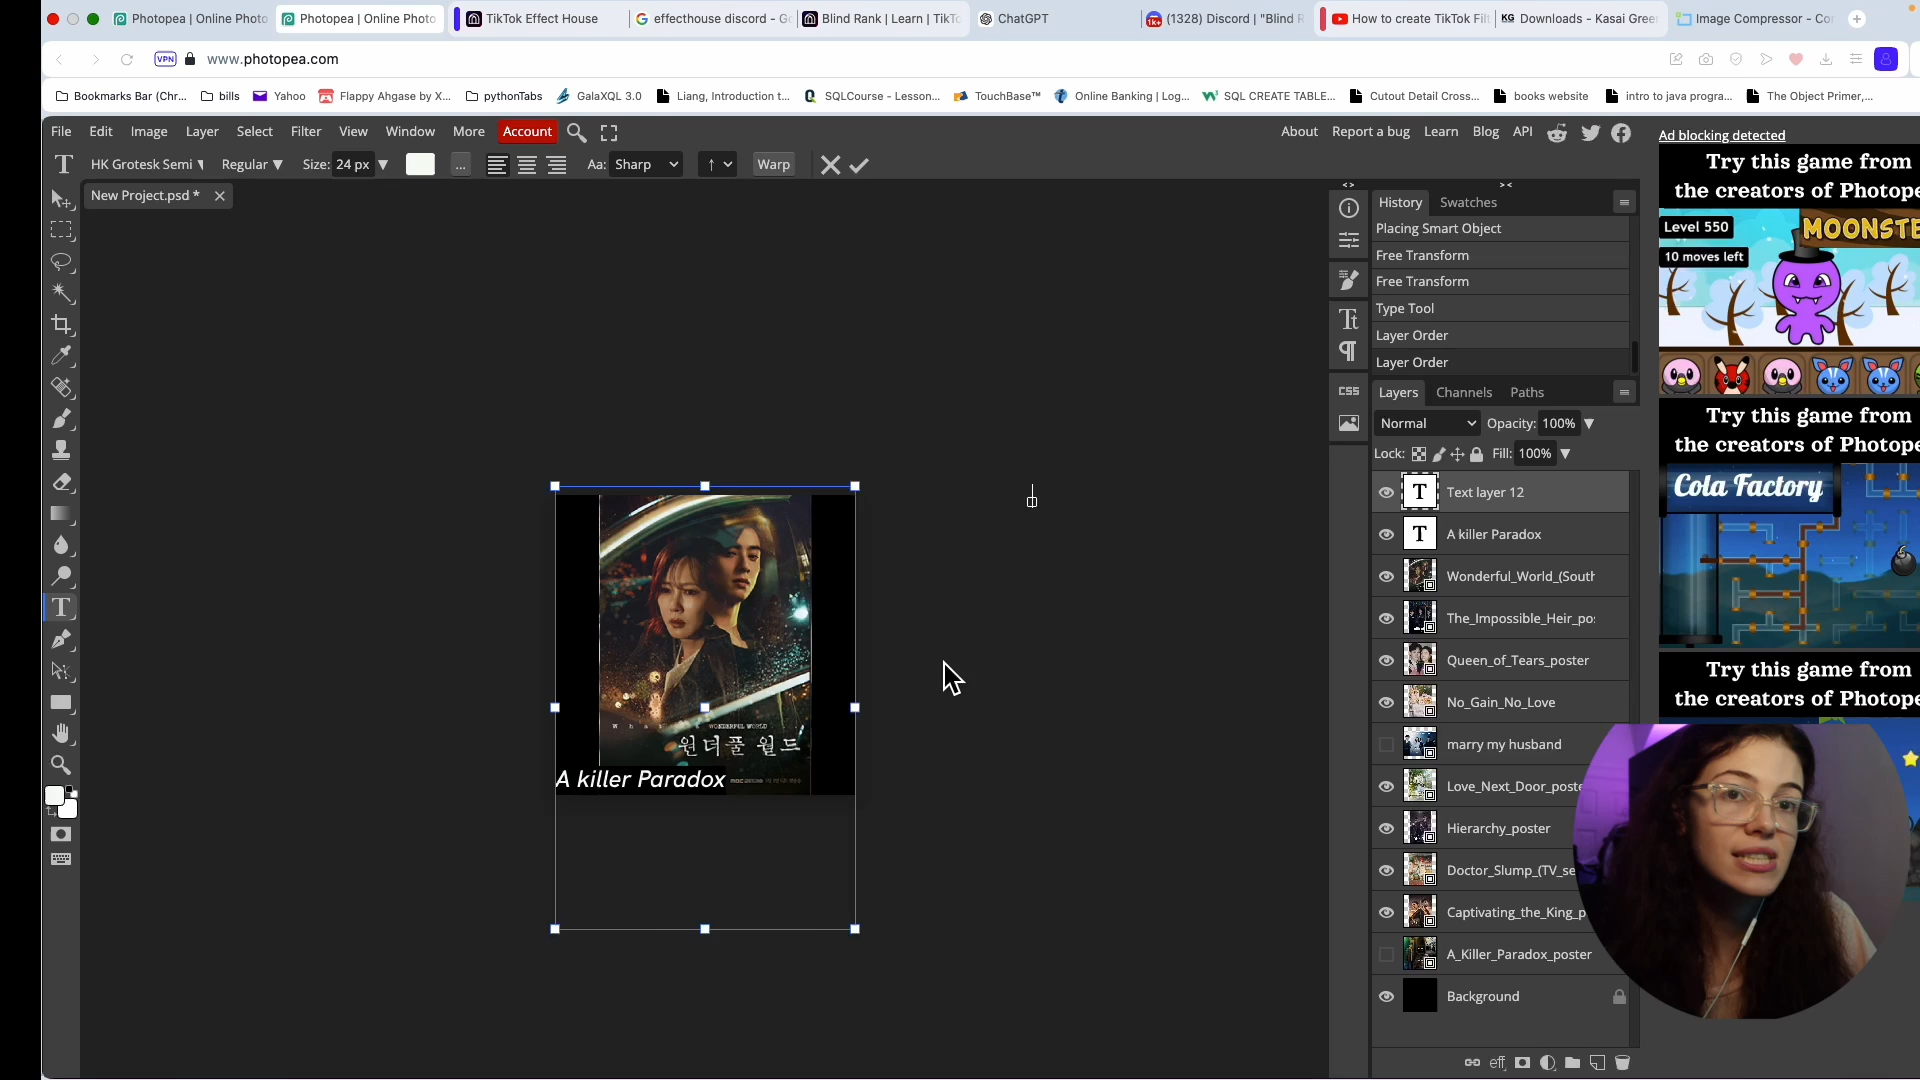 Photopea | Online Photo
Photopea | Online Photo
TikTok Effect House
effecthouse discord - Go
Blind Rank | Learn | TikTo
ChatGPT
(1328) Discord | "Blind R
How to create TikTok Filt
Downloads - Kasai Gree
Image Compressor - Co
VPN
www.photopea.com
Bookmarks Bar (Chr...
bills
Yahoo
Flappy Ahgase by X...
pythonTabs
GalaXQL 3.0
Liang, Introduction t...
SQLCourse - Lesson...
TouchBase™
Online Banking | Log...
SQL CREATE TABLE...
Cutout Detail Cross...
books website
intro to java progra...
The Object Primer,...
File Edit Image Layer Select Filter View Window More Account
About Report a bug Learn Blog API
HK Grotesk Semi Regular Size: 24 px ... Aa: Sharp Warp
New Project.psd *
History Swatches
Placing Smart Object
Free Transform
Free Transform
Type Tool
Layer Order
Layer Order
CSS
Layers Channels Paths
Normal Opacity: 100%
Lock: Fill: 100%
Text layer 12
A killer Paradox
Wonderful_World_(South
The_Impossible_Heir_pos
Queen_of_Tears_poster
No_Gain_No_Love
marry my husband
Love_Next_Door_poste
Hierarchy_poster
Doctor_Slump_(TV_se
Captivating_the_King_p
A_Killer_Paradox_poster
Background
eff
WONDERFUL WORLD
원더풀 월드
A killer Paradox
Ad blocking detected
Try this game from
the creators of Photope
Level 550
10 moves left
MOONSTE
Try this game from
the creators of Photope
Cola Factory
Try this game from
the creators of Photope